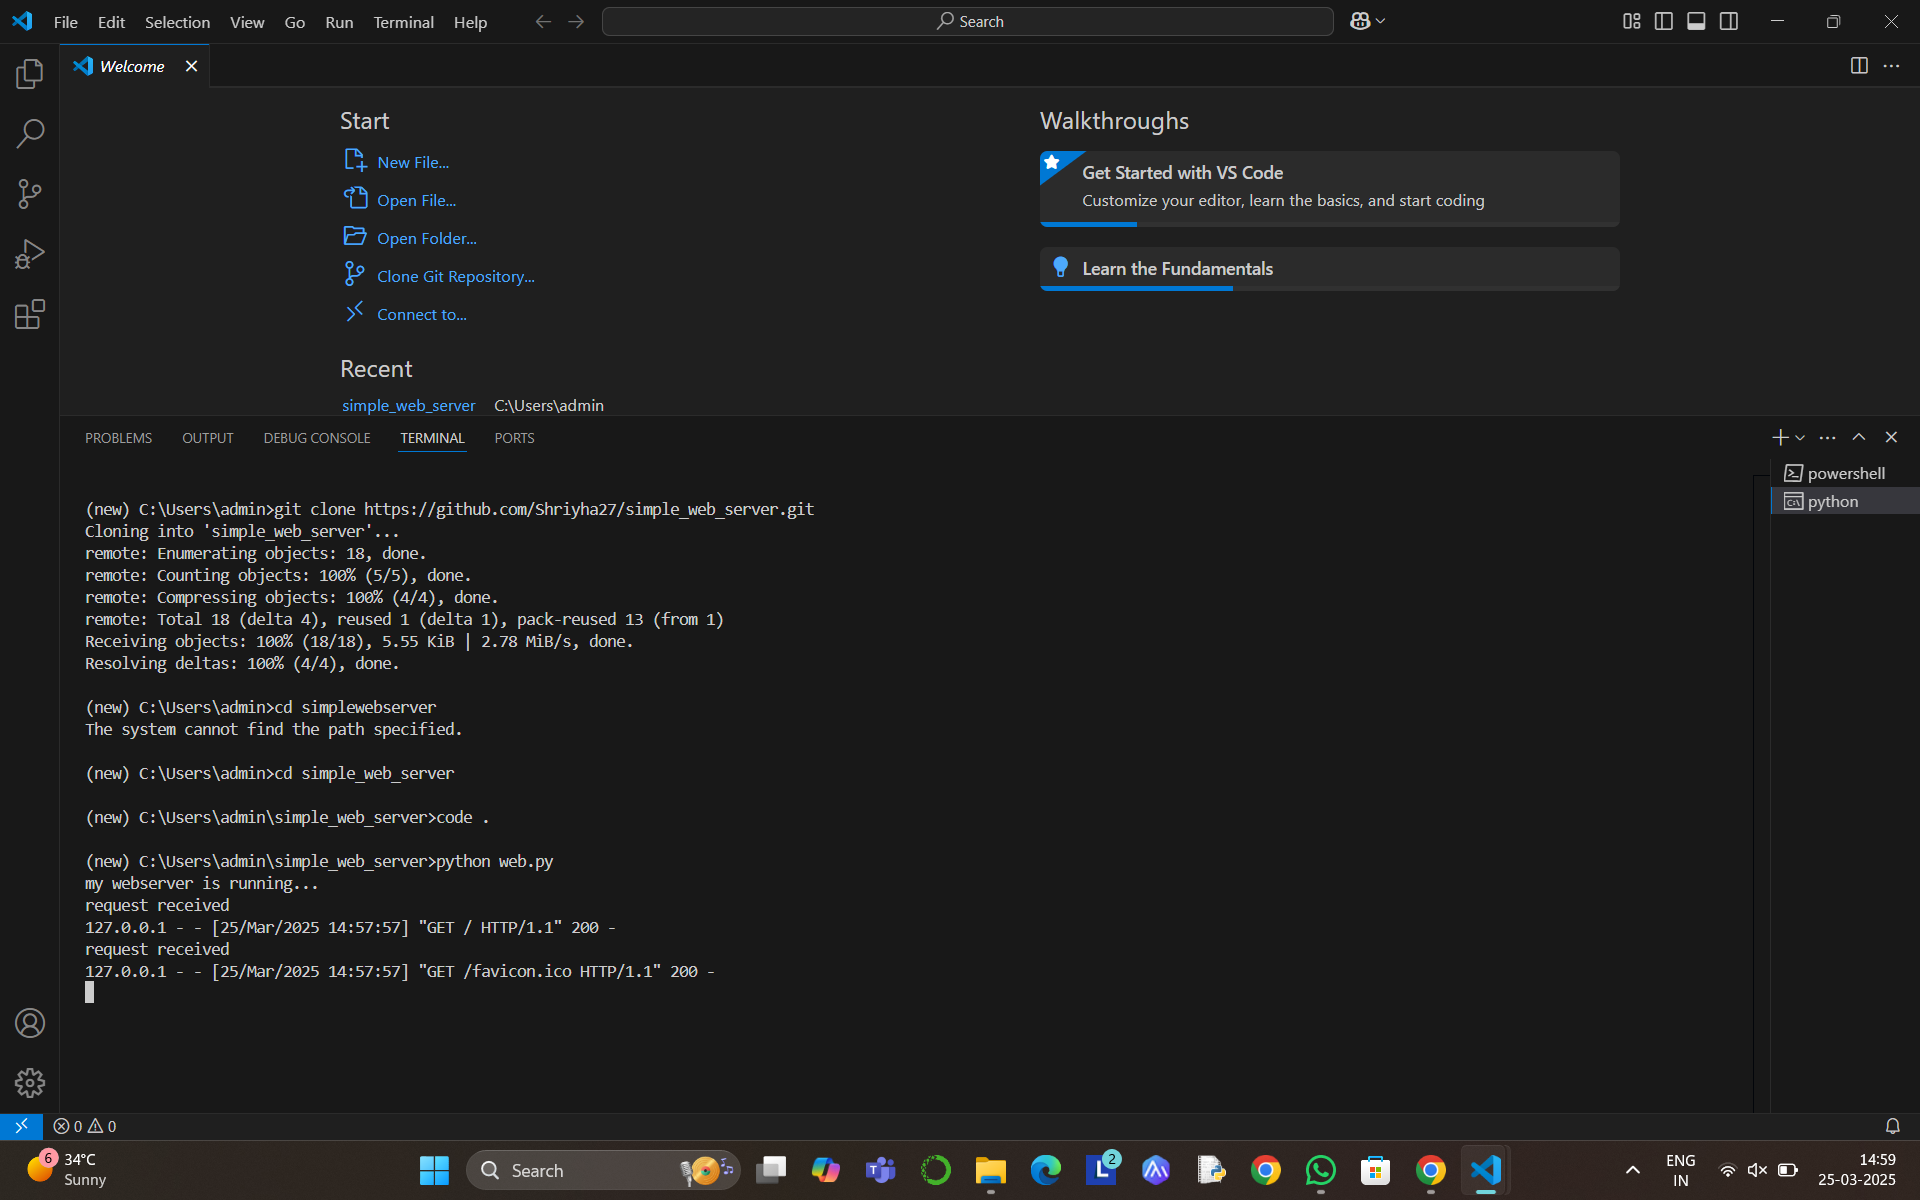 File Edit Selection View Go Run Terminal Help
Search
Welcome
Start
New File...
Open File...
Open Folder...
Clone Git Repository...
Connect to...
Recent
simple_web_server C:\Users\admin
Walkthroughs
Get Started with VS Code
Customize your editor, learn the basics, and start coding
Learn the Fundamentals
PROBLEMS OUTPUT DEBUG CONSOLE TERMINAL PORTS
powershell
python
(new) C:\Users\admin>git clone https://github.com/Shriyha27/simple_web_server.git
Cloning into 'simple_web_server'...
remote: Enumerating objects: 18, done.
remote: Counting objects: 100% (5/5), done.
remote: Compressing objects: 100% (4/4), done.
remote: Total 18 (delta 4), reused 1 (delta 1), pack-reused 13 (from 1)
Receiving objects: 100% (18/18), 5.55 KiB | 2.78 MiB/s, done.
Resolving deltas: 100% (4/4), done.
(new) C:\Users\admin>cd simplewebserver
The system cannot find the path specified.
(new) C:\Users\admin>cd simple_web_server
(new) C:\Users\admin\simple_web_server>code .
(new) C:\Users\admin\simple_web_server>python web.py
my webserver is running...
request received
127.0.0.1 - - [25/Mar/2025 14:57:57] "GET / HTTP/1.1" 200 -
request received
127.0.0.1 - - [25/Mar/2025 14:57:57] "GET /favicon.ico HTTP/1.1" 200 -
0 0
6
34°C
Sunny
Search
2
ENG
IN
14:59
25-03-2025